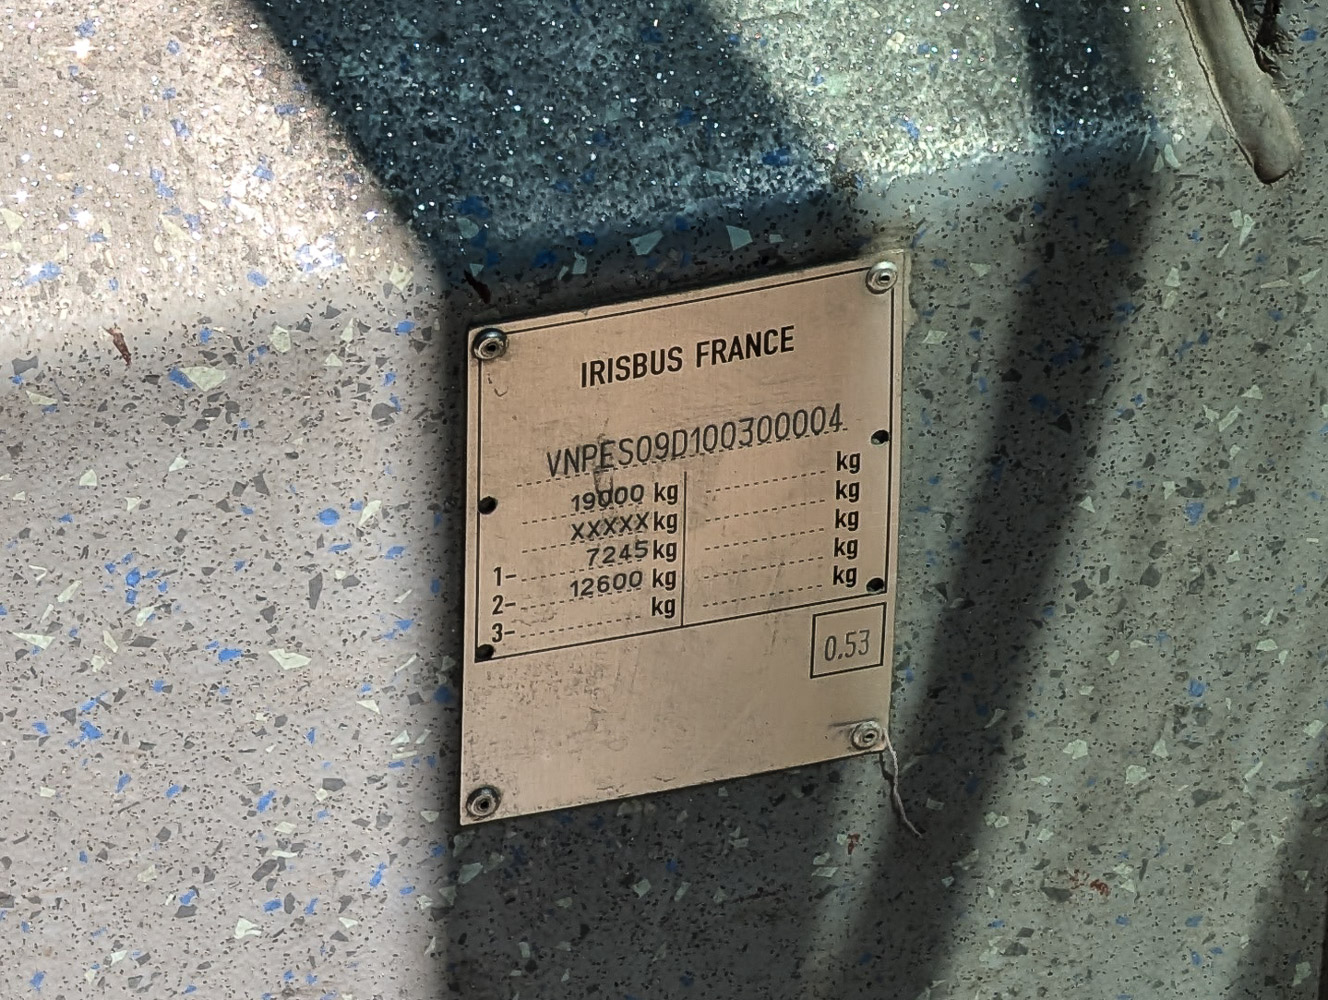 IRISBUS FRANCE
VNPES09D100300004
19000 kg kg
XXXXX kg kg
7245 kg kg
1- 12600 kg kg
2- kg kg
3-
0.53